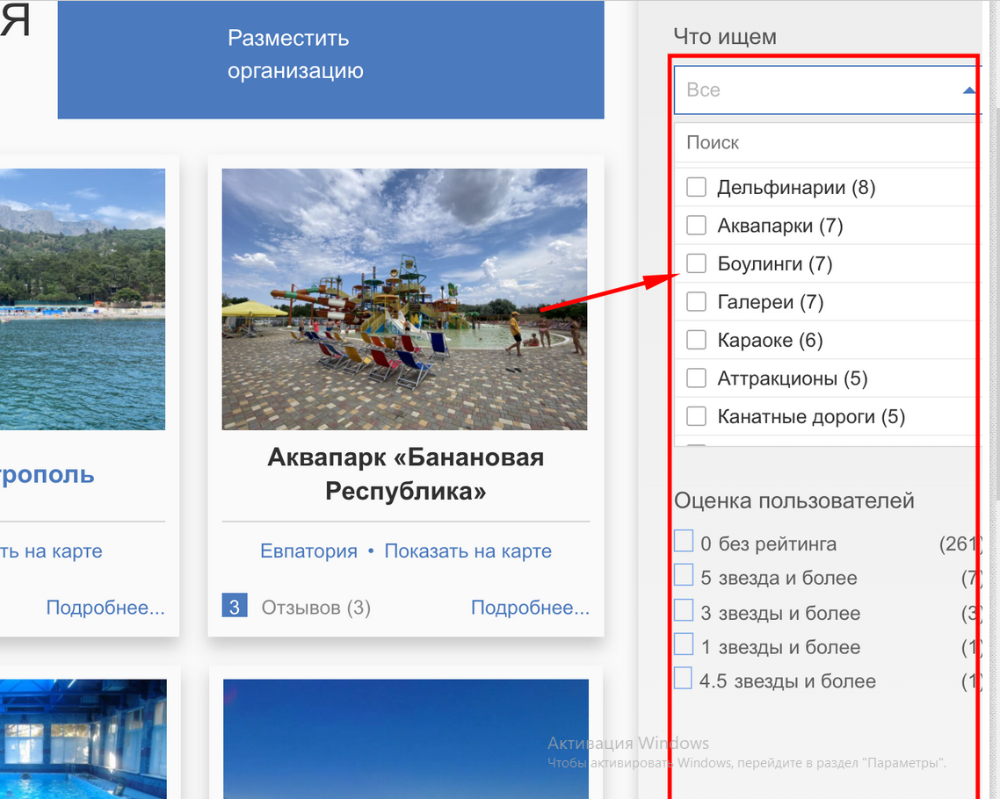 Я
Разместить
организацию
Что ищем
Все
Поиск
Дельфинарии (8)
Аквапарки (7)
Боулинги (7)
Галереи (7)
Караоке (6)
Аттракционы (5)
Канатные дороги (5)
трополь
ть на карте
Подробнее...
Аквапарк «Банановая
Республика»
Евпатория • Показать на карте
3 Отзывов (3)
Подробнее...
Оценка пользователей
0 без рейтинга (261)
5 звезда и более (7)
3 звезды и более (3)
1 звезды и более (1)
4.5 звезды и более (1)
Активация Windows
Чтобы активировать Windows, перейдите в раздел "Параметры".